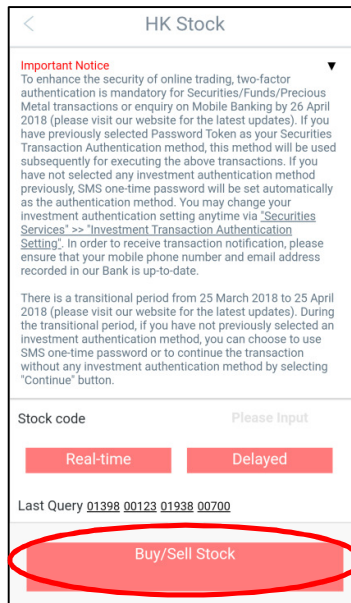 HK Stock
Important Notice
To enhance the security of online trading, two-factor
authentication is mandatory for Securities/Funds/Precious
Metal transactions or enquiry on Mobile Banking by 26 April
2018 (please visit our website for the latest updates). If you
have previously selected Password Token as your Securities
Transaction Authentication method, this method will be used
subsequently for executing the above transactions. If you
have not selected any investment authentication method
previously, SMS one-time password will be set automatically
as the authentication method. You may change your
investment authentication setting anytime via "Securities
Services" >> "Investment Transaction Authentication
Setting". In order to receive transaction notification, please
ensure that your mobile phone number and email address
recorded in our Bank is up-to-date.
There is a transitional period from 25 March 2018 to 25 April
2018 (please visit our website for the latest updates). During
the transitional period, if you have not previously selected an
investment authentication method, you can choose to use
SMS one-time password or to continue the transaction
without any investment authentication method by selecting
"Continue" button.
Stock code Please Input
Real-time Delayed
Last Query 01398 00123 01938 00700
Buy/Sell Stock